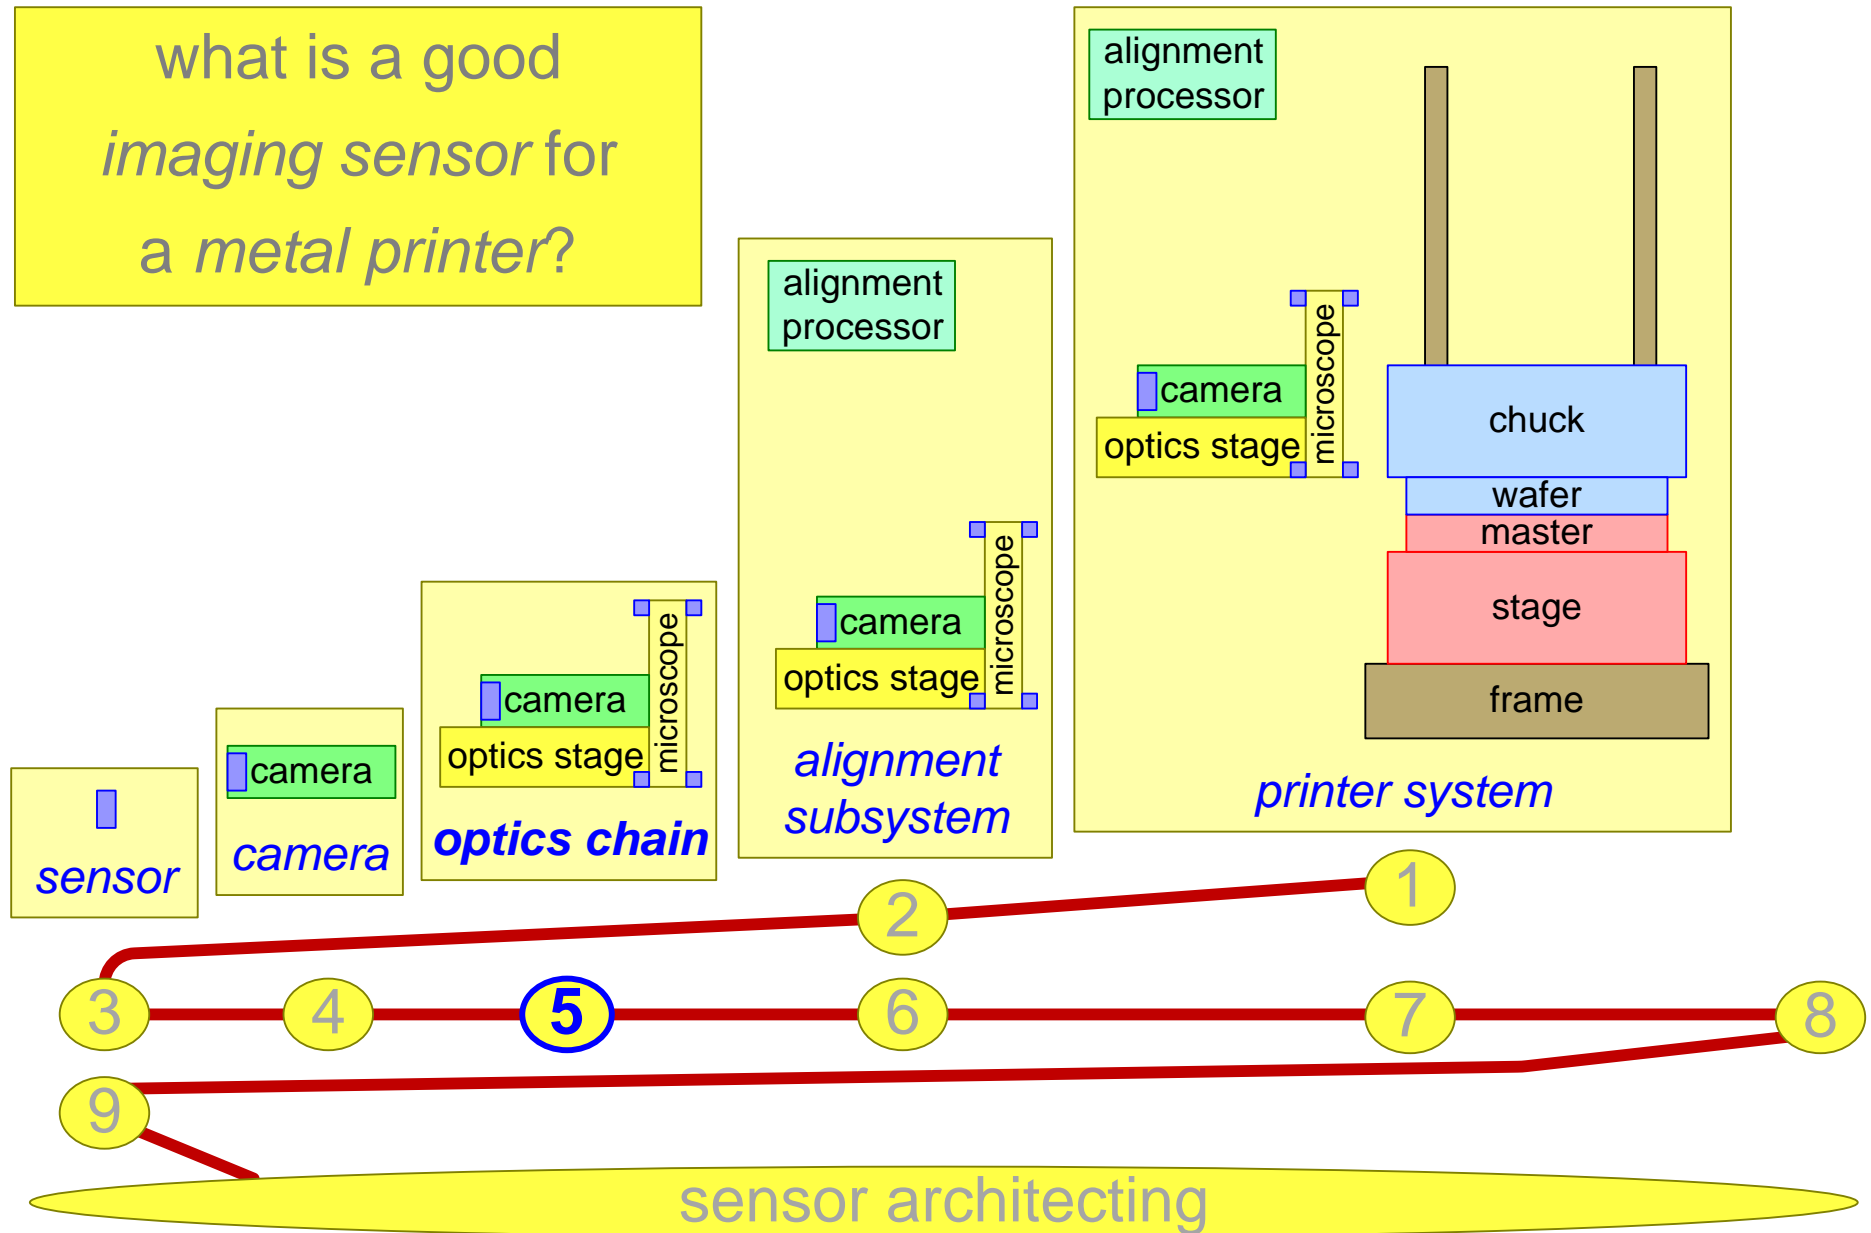 what is a good
imaging sensor for
a metal printer?
sensor
camera
camera
camera
optics stage
microscope
optics chain
alignment
processor
camera
optics stage
microscope
alignment
subsystem
alignment
processor
camera
optics stage
microscope
chuck
wafer
master
stage
frame
printer system
1
2
3
4
5
6
7
8
9
sensor architecting